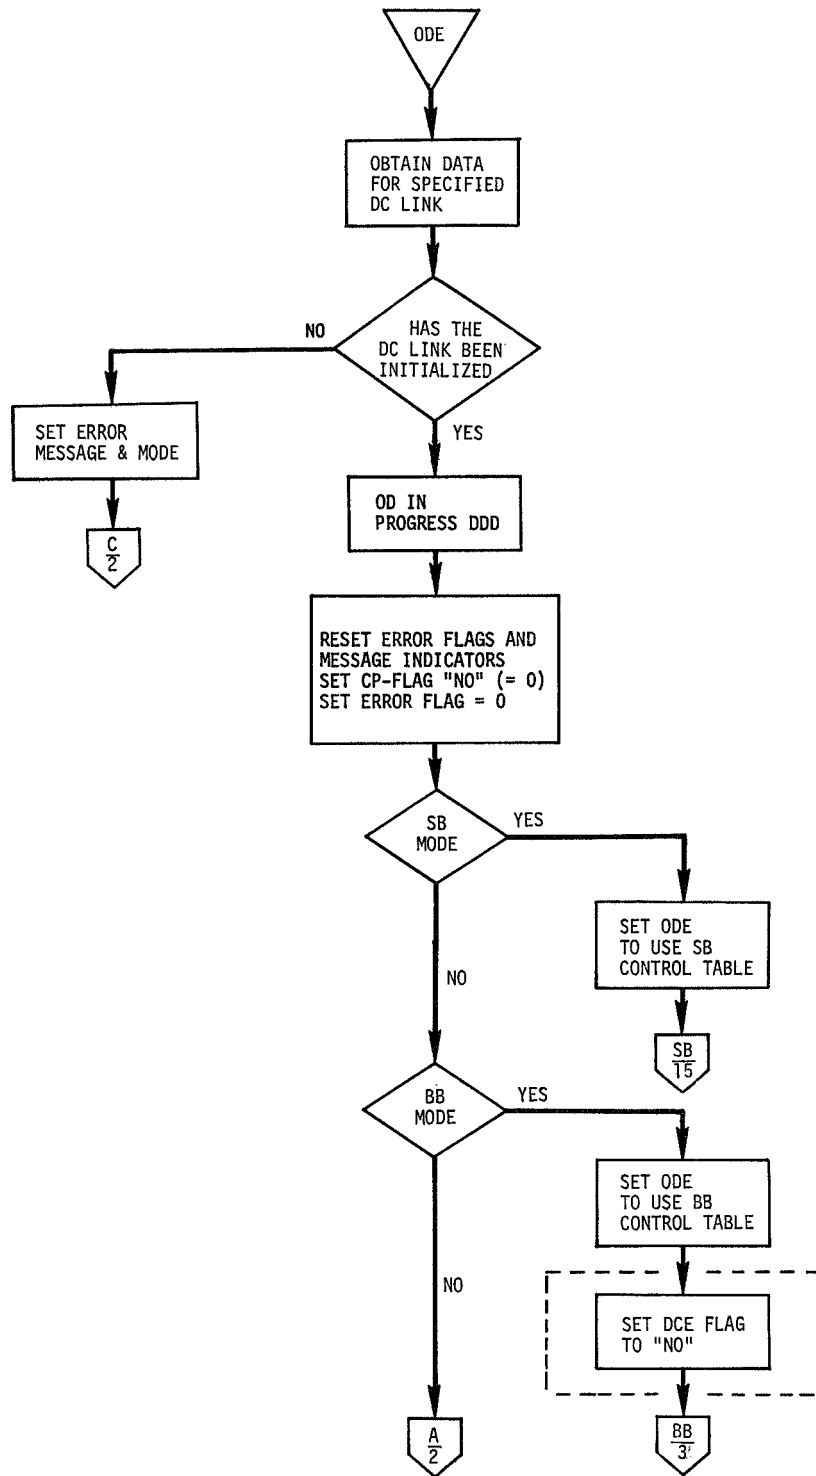 ODE
OBTAIN DATA
FOR SPECIFIED
DC LINK
HAS THE
DC LINK BEEN
INITIALIZED
NO
YES
SET ERROR
MESSAGE & MODE
C
2
OD IN
PROGRESS DDD
RESET ERROR FLAGS AND
MESSAGE INDICATORS
SET CP-FLAG "NO" (= 0)
SET ERROR FLAG = 0
SB
MODE
YES
SET ODE
TO USE SB
CONTROL TABLE
NO
SB
15
BB
MODE
YES
SET ODE
TO USE BB
CONTROL TABLE
NO
SET DCE FLAG
TO "NO"
A
2
BB
3